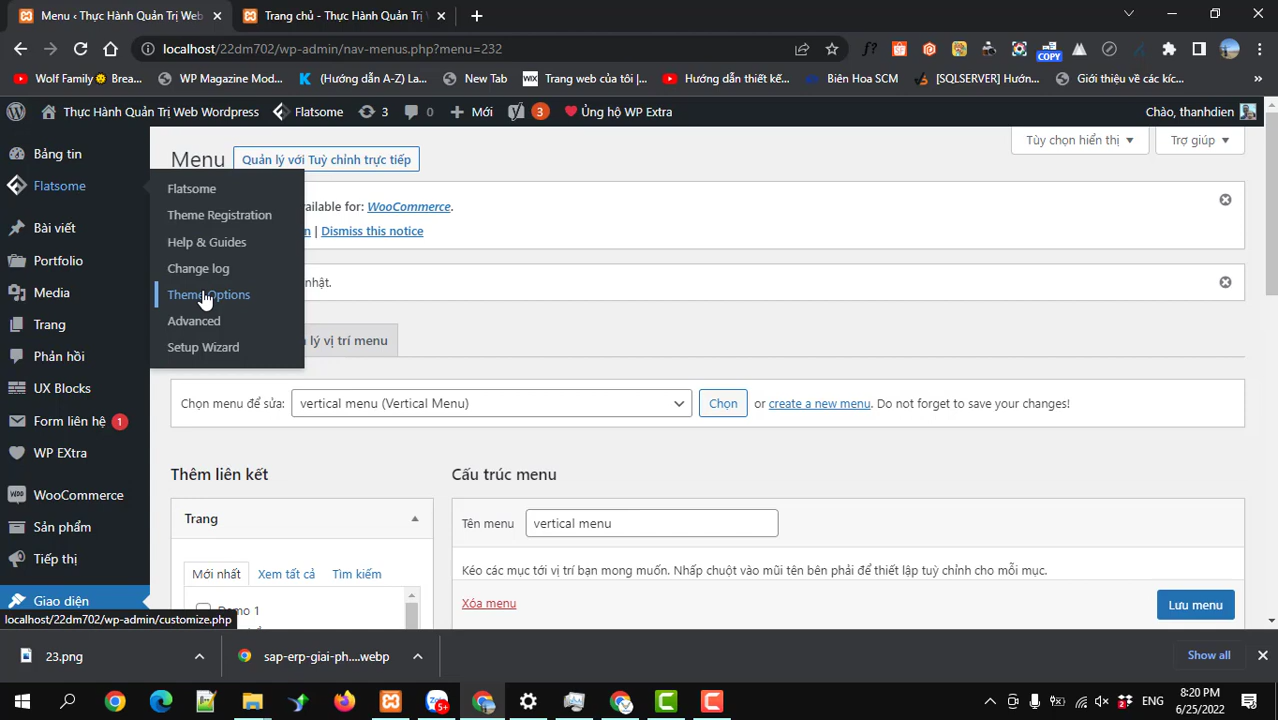 Menu ‹ Thực Hành Quản Trị Web
Trang chủ - Thực Hành Quản Trị W
localhost/22dm702/wp-admin/nav-menus.php?menu=232
COPY
Wolf Family Brea...
WP Magazine Mod...
(Hướng dẫn A-Z) La...
New Tab
WIX
Trang web của tôi |...
Hướng dẫn thiết kế...
Biên Hoa SCM
[SQLSERVER] Hướn...
Giới thiệu về các kíc...
Thực Hành Quản Trị Web Wordpress
Flatsome
3
0
Mới
3
Ủng hộ WP Extra
Chào, thanhdien
Bảng tin
Flatsome
Bài viết
Portfolio
Media
Trang
Phản hồi
UX Blocks
Form liên hệ 1
WP EXtra
WooCommerce
Sản phẩm
Tiếp thị
Giao diện
Flatsome
Theme Registration
Help & Guides
Change log
Theme Options
Advanced
Setup Wizard
Menu
Quản lý với Tuỳ chỉnh trực tiếp
Tùy chọn hiển thị
Trợ giúp
available for: WooCommerce.
| Dismiss this notice
nhật.
lý vị trí menu
Chọn menu để sửa:
vertical menu (Vertical Menu)
Chọn
or create a new menu. Do not forget to save your changes!
Thêm liên kết
Trang
Mới nhất
Xem tất cả
Tìm kiếm
Demo 1
Cấu trúc menu
Tên menu
vertical menu
Kéo các mục tới vị trí bạn mong muốn. Nhấp chuột vào mũi tên bên phải để thiết lập tuỳ chỉnh cho mỗi mục.
Xóa menu
Lưu menu
localhost/22dm702/wp-admin/customize.php
23.png
sap-erp-giai-ph....webp
Show all
5+
ENG
8:20 PM
6/25/2022